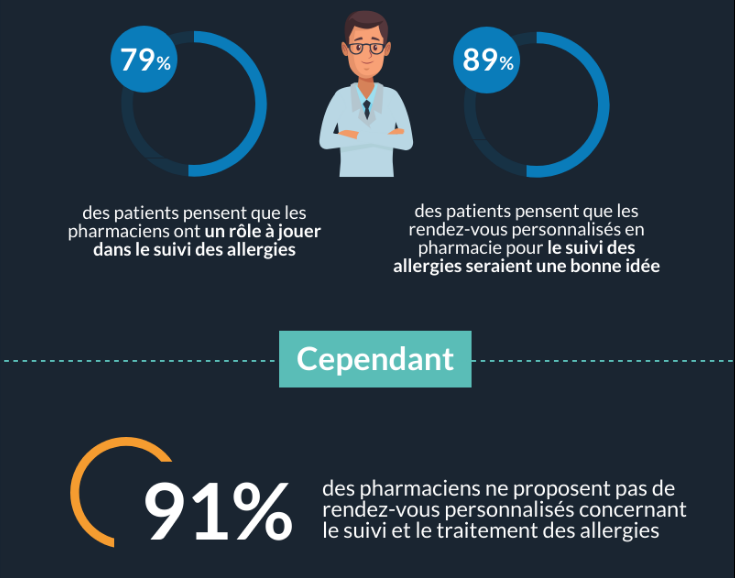 79%
des patients pensent que les
pharmaciens ont un rôle à jouer
dans le suivi des allergies
89%
des patients pensent que les
rendez-vous personnalisés en
pharmacie pour le suivi des
allergies seraient une bonne idée
Cependant
91%
des pharmaciens ne proposent pas de
rendez-vous personnalisés concernant
le suivi et le traitement des allergies